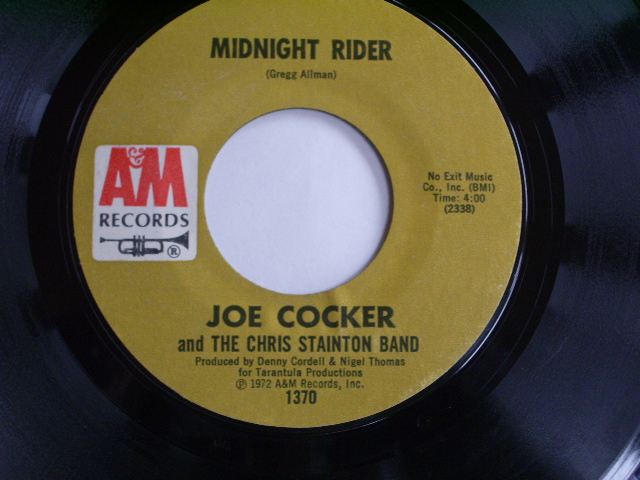 MIDNIGHT RIDER
(Gregg Allman)
A&M
RECORDS
®
No Exit Music
Co., Inc. (BMI)
Time: 4:00
(2338)
JOE COCKER
and THE CHRIS STAINTON BAND
Produced by Denny Cordell & Nigel Thomas
for Tarantula Productions
℗ 1972 A&M Records, Inc.
1370